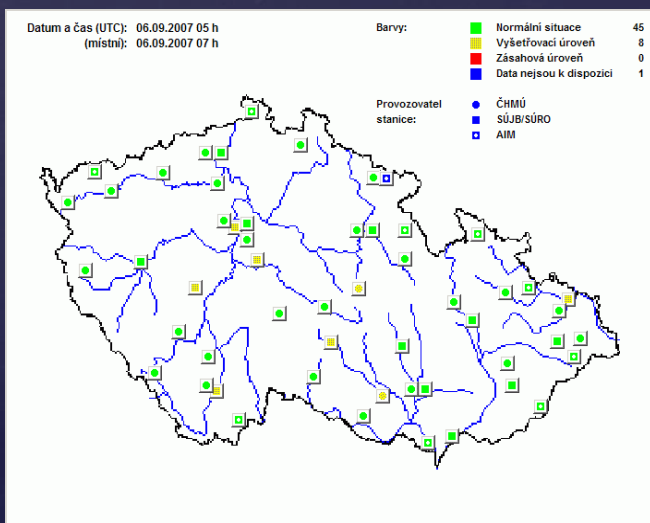 Datum a čas (UTC): 06.09.2007 05 h
(místní): 06.09.2007 07 h
Barvy:
Normální situace 45
Vyšetřovací úroveň 8
Zásahová úroveň 0
Data nejsou k dispozici 1
Provozovatel stanice:
ČHMÚ
SÚJB/SÚRO
AIM